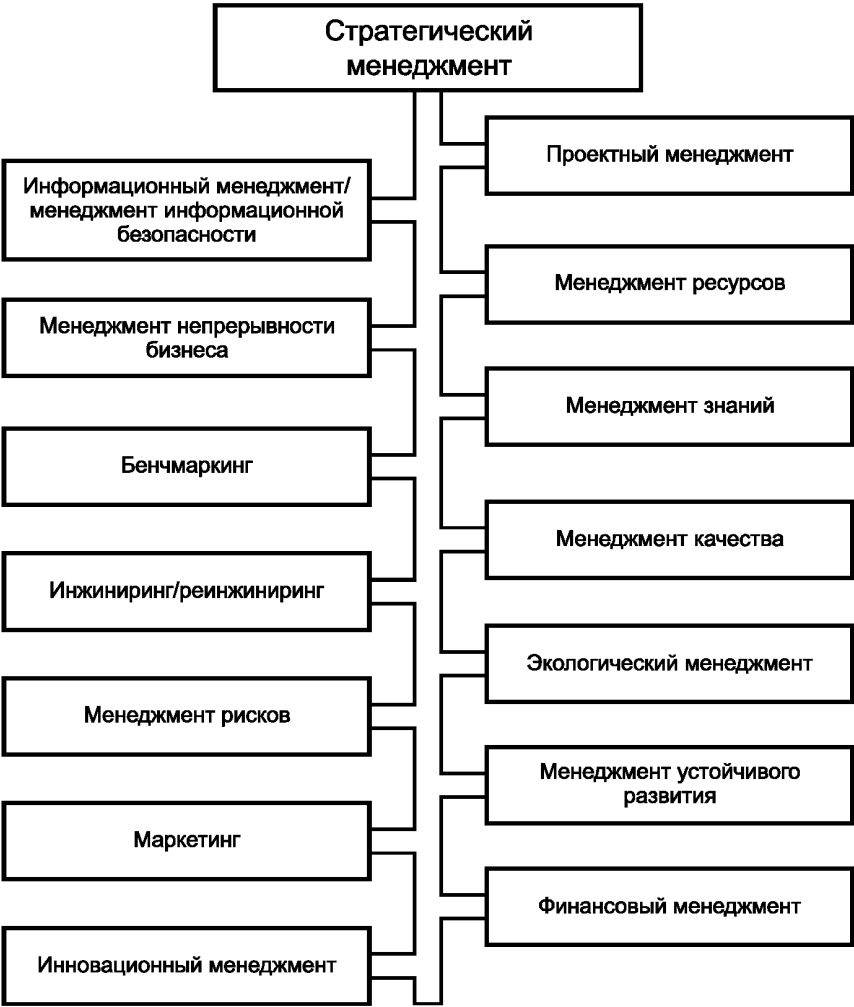 Стратегический
менеджмент
Информационный менеджмент/
менеджмент информационной
безопасности
Менеджмент непрерывности
бизнеса
Бенчмаркинг
Инжиниринг/реинжиниринг
Менеджмент рисков
Маркетинг
Инновационный менеджмент
Проектный менеджмент
Менеджмент ресурсов
Менеджмент знаний
Менеджмент качества
Экологический менеджмент
Менеджмент устойчивого
развития
Финансовый менеджмент